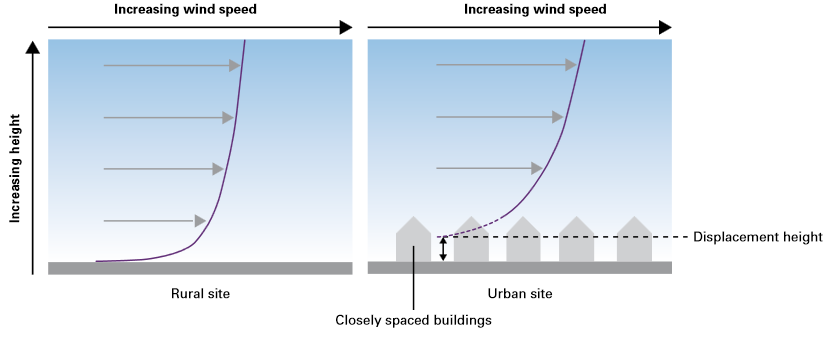 Increasing wind speed
Increasing wind speed
Increasing height
Displacement height
Rural site
Urban site
Closely spaced buildings